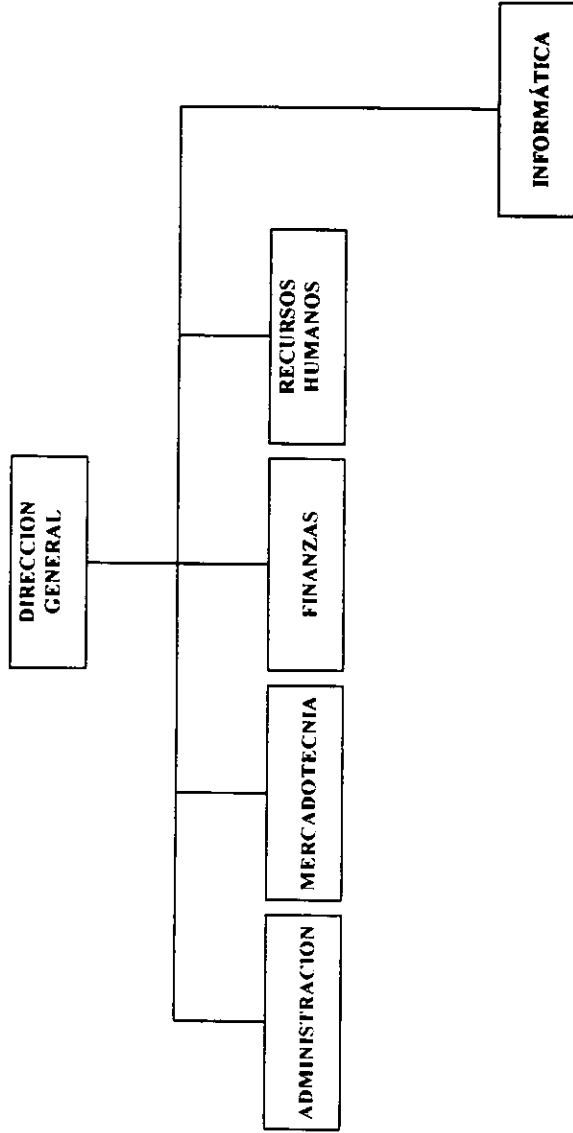 DIRECCION
GENERAL
ADMINISTRACION
MERCADOTECNIA
FINANZAS
RECURSOS
HUMANOS
INFORMÁTICA